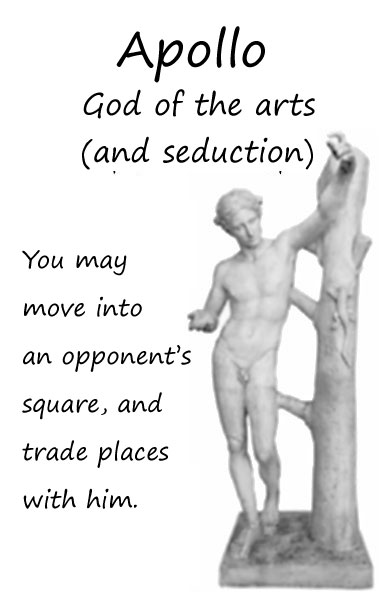 Apollo
God of the arts
(and seduction)
You may
move into
an opponent's
square, and
trade places
with him.